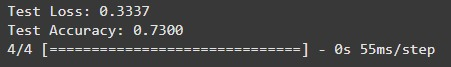 Test Loss: 0.3337
Test Accuracy: 0.7300
4/4 [==============================] - 0s 55ms/step